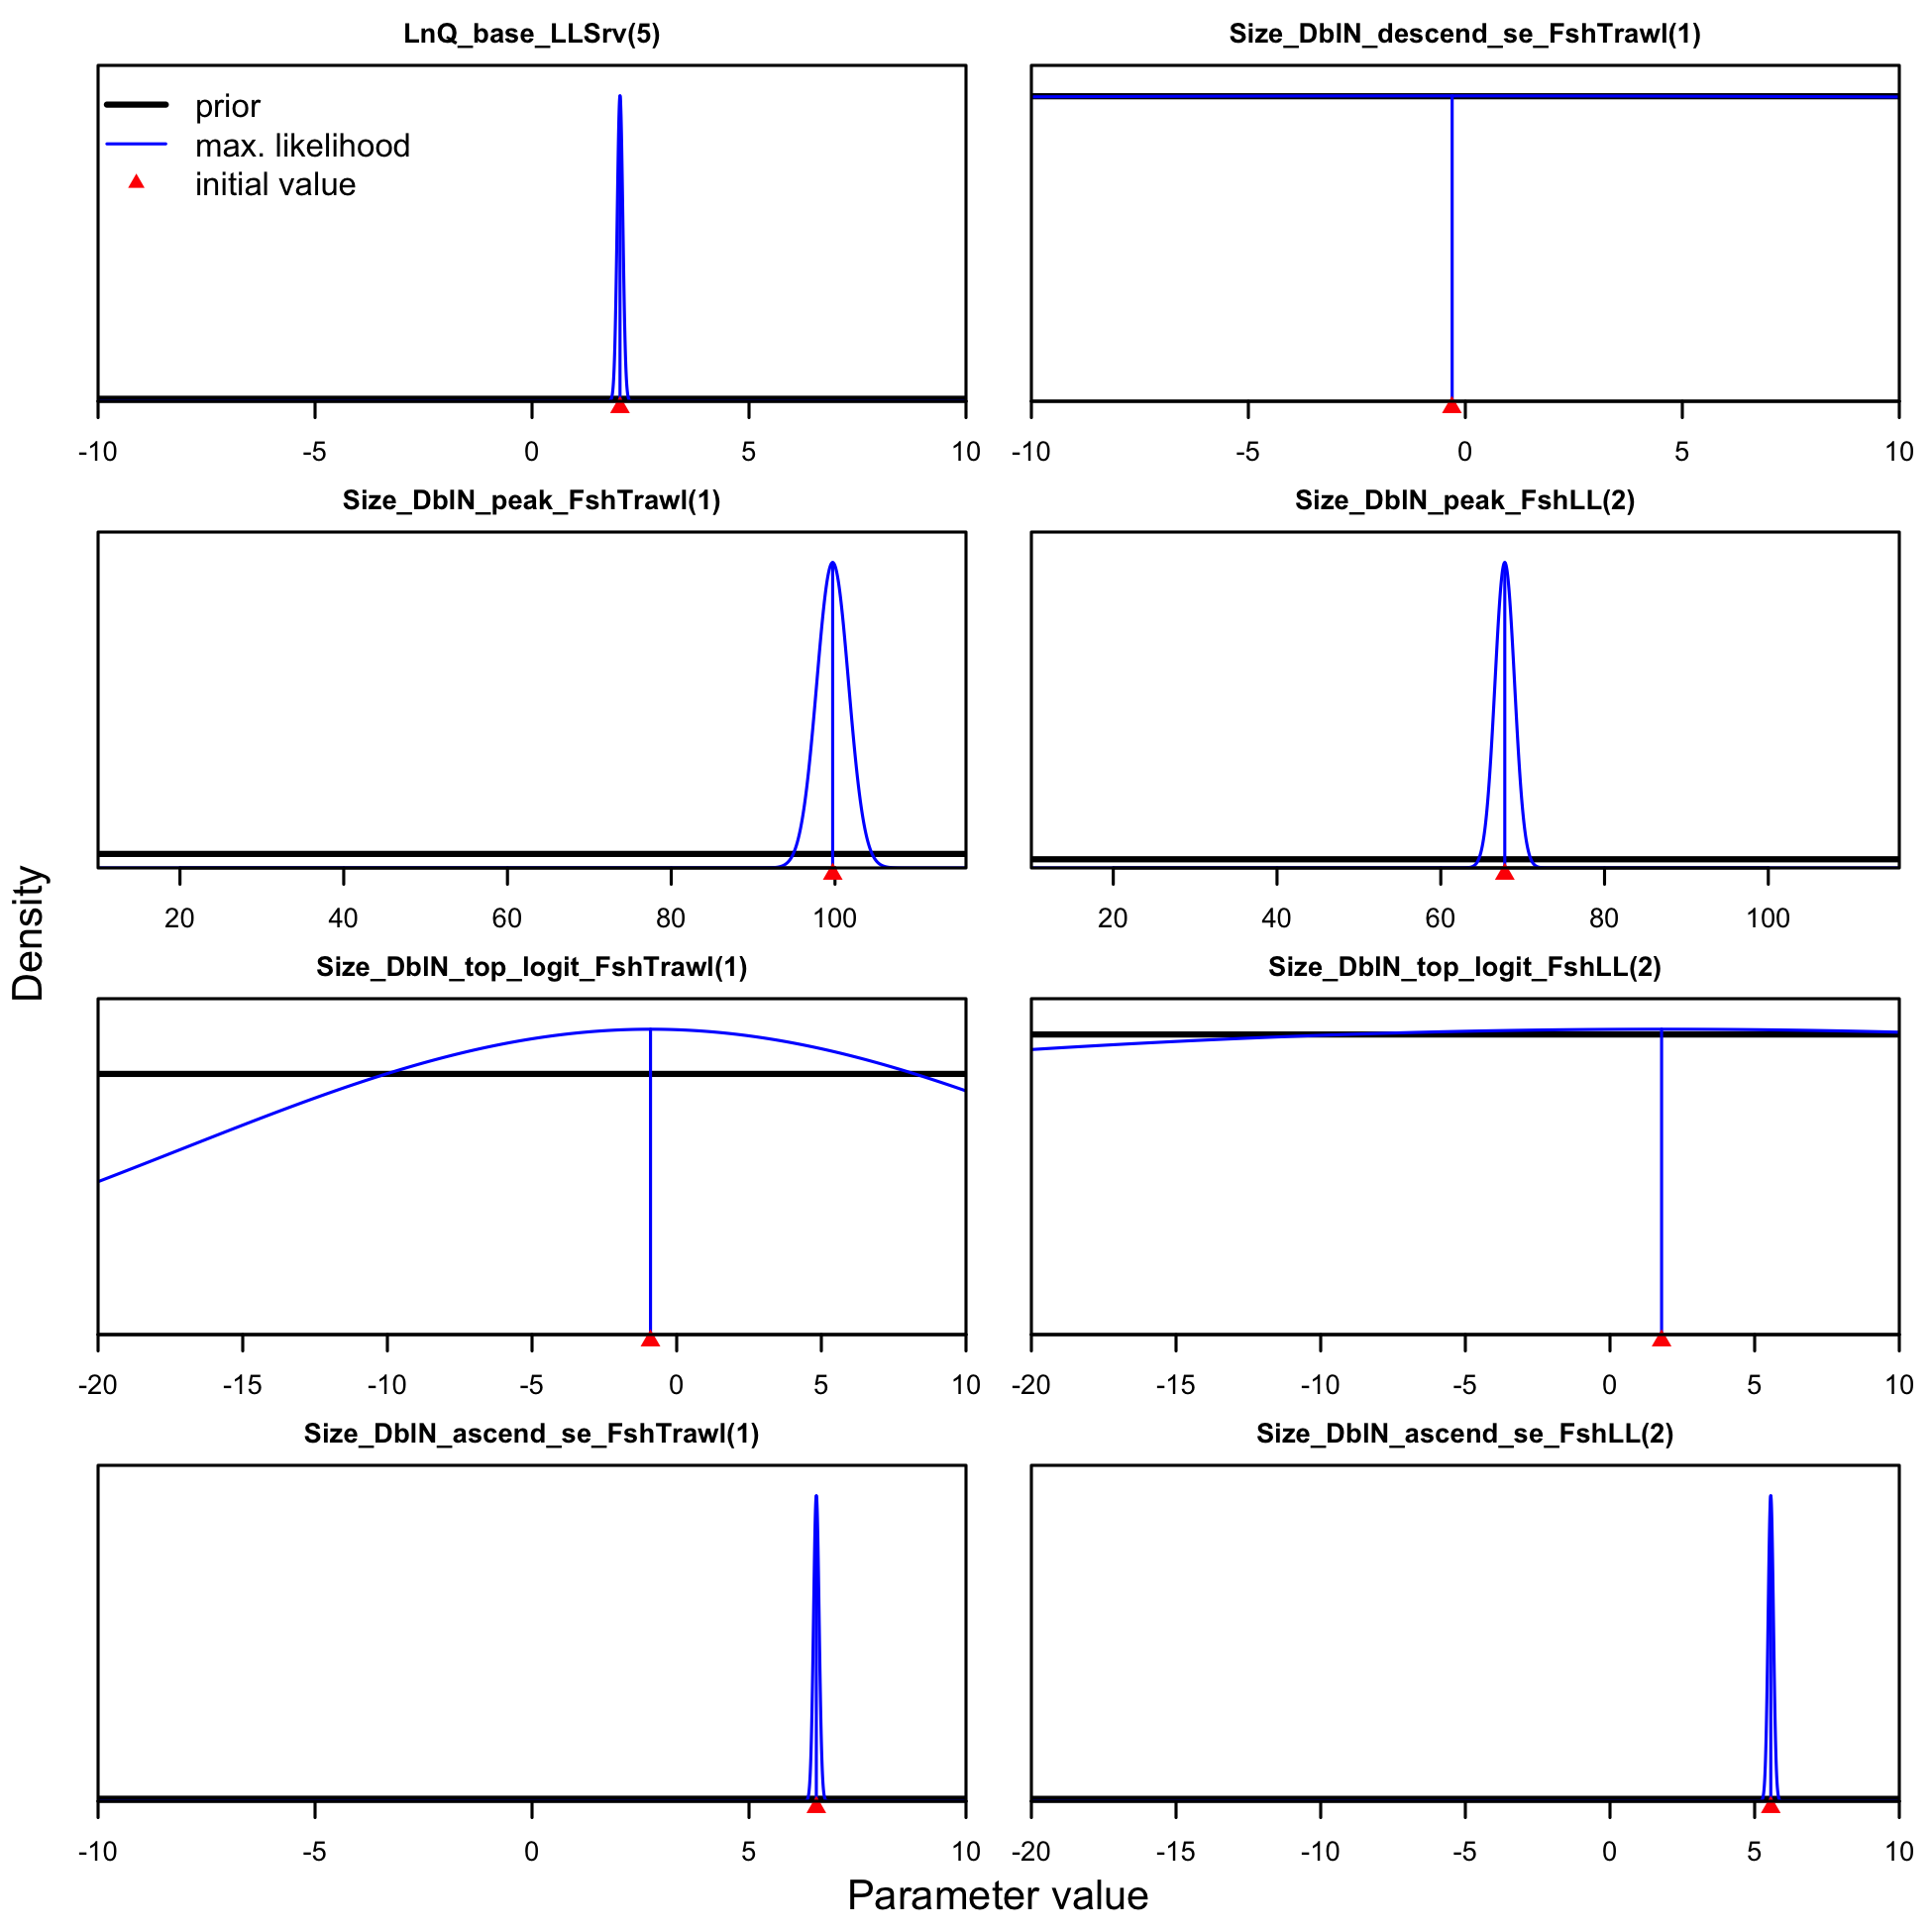 LnQ_base_LLSrv(5)
Size_DblN_descend_se_FshTrawl(1)
prior
max. likelihood
initial value
-10 -5 0 5 10
-10 -5 0 5 10
Size_DblN_peak_FshTrawl(1)
Size_DblN_peak_FshLL(2)
20 40 60 80 100
20 40 60 80 100
Size_DblN_top_logit_FshTrawl(1)
Size_DblN_top_logit_FshLL(2)
-20 -15 -10 -5 0 5 10
-20 -15 -10 -5 0 5 10
Size_DblN_ascend_se_FshTrawl(1)
Size_DblN_ascend_se_FshLL(2)
-10 -5 0 5 10
-20 -15 -10 -5 0 5 10
Density
Parameter value